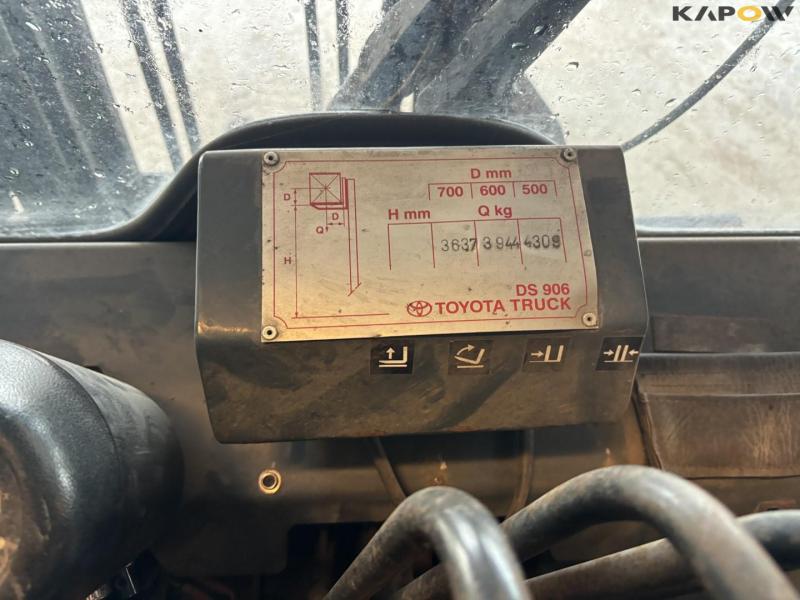 KAPOW
D mm
700 600 500
H mm Q kg
3637 3944 4309
D
D
Q
H
DS 906
TOYOTA TRUCK